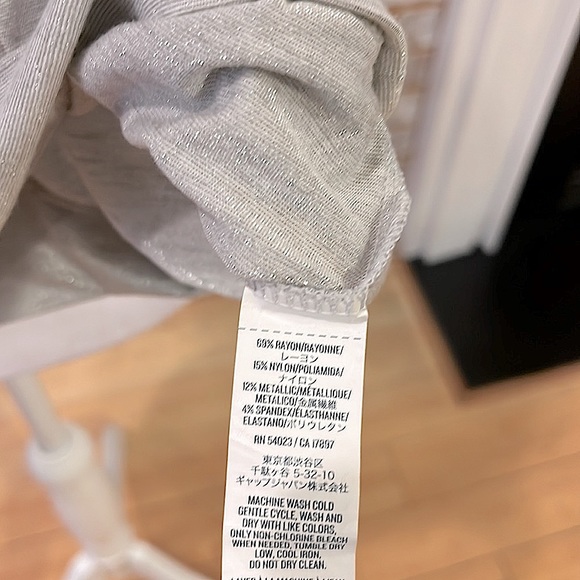 69% RAYON/RAYONNE/
レーヨン
15% NYLON/POLIAMIDA/
ナイロン
12% METALLIC/MÉTALLIQUE/
METALICO/金属繊維
4% SPANDEX/ÉLASTHANNE/
ELASTANO/ポリウレタン
RN 54023 / CA 17897
東京都渋谷区
千駄ヶ谷 5-32-10
ギャップジャパン株式会社
MACHINE WASH COLD
GENTLE CYCLE, WASH AND
DRY WITH LIKE COLORS,
ONLY NON-CHLORINE BLEACH
WHEN NEEDED, TUMBLE DRY
LOW, COOL IRON,
DO NOT DRY CLEAN.